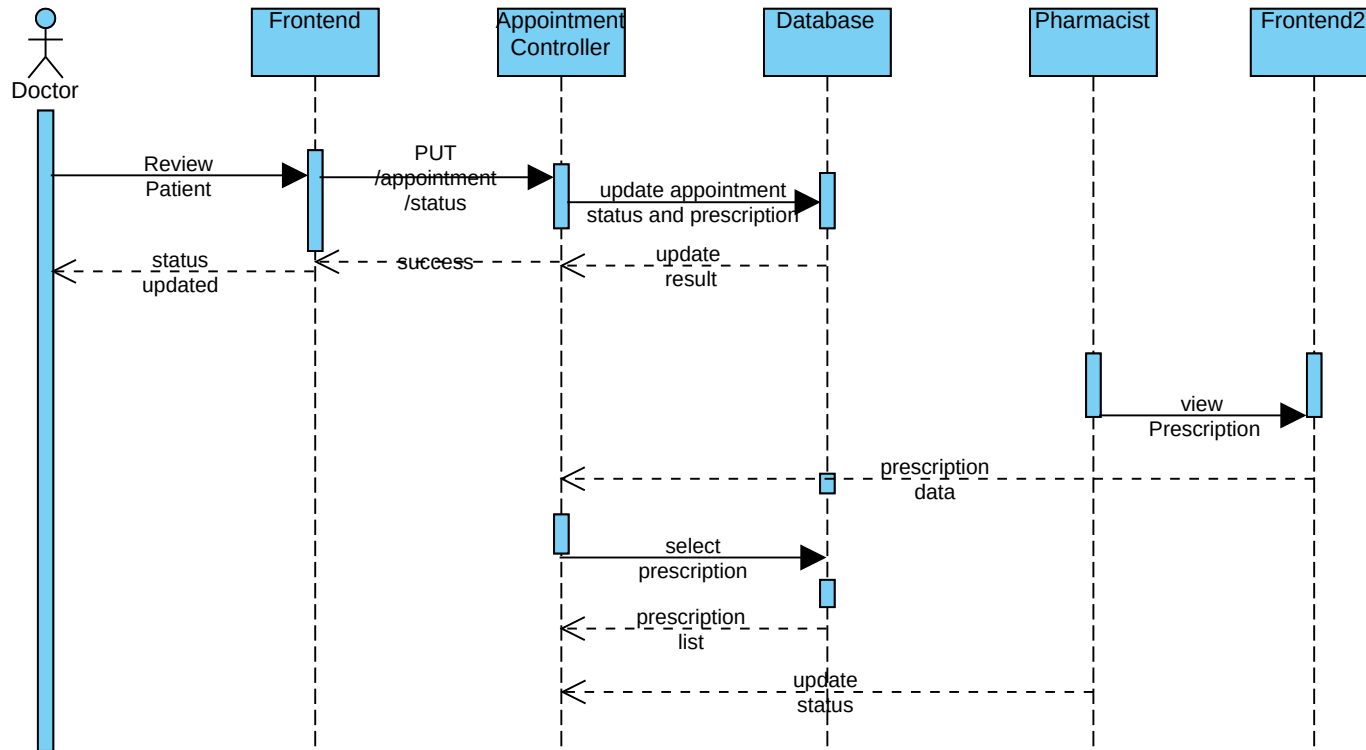 Frontend
Appointment
Controller
Database
Pharmacist
Frontend2
Doctor
Review
Patient
PUT
/appointment
/status
update appointment
status and prescription
status
updated
success
update
result
view
Prescription
prescription
data
select
prescription
prescription
list
update
status